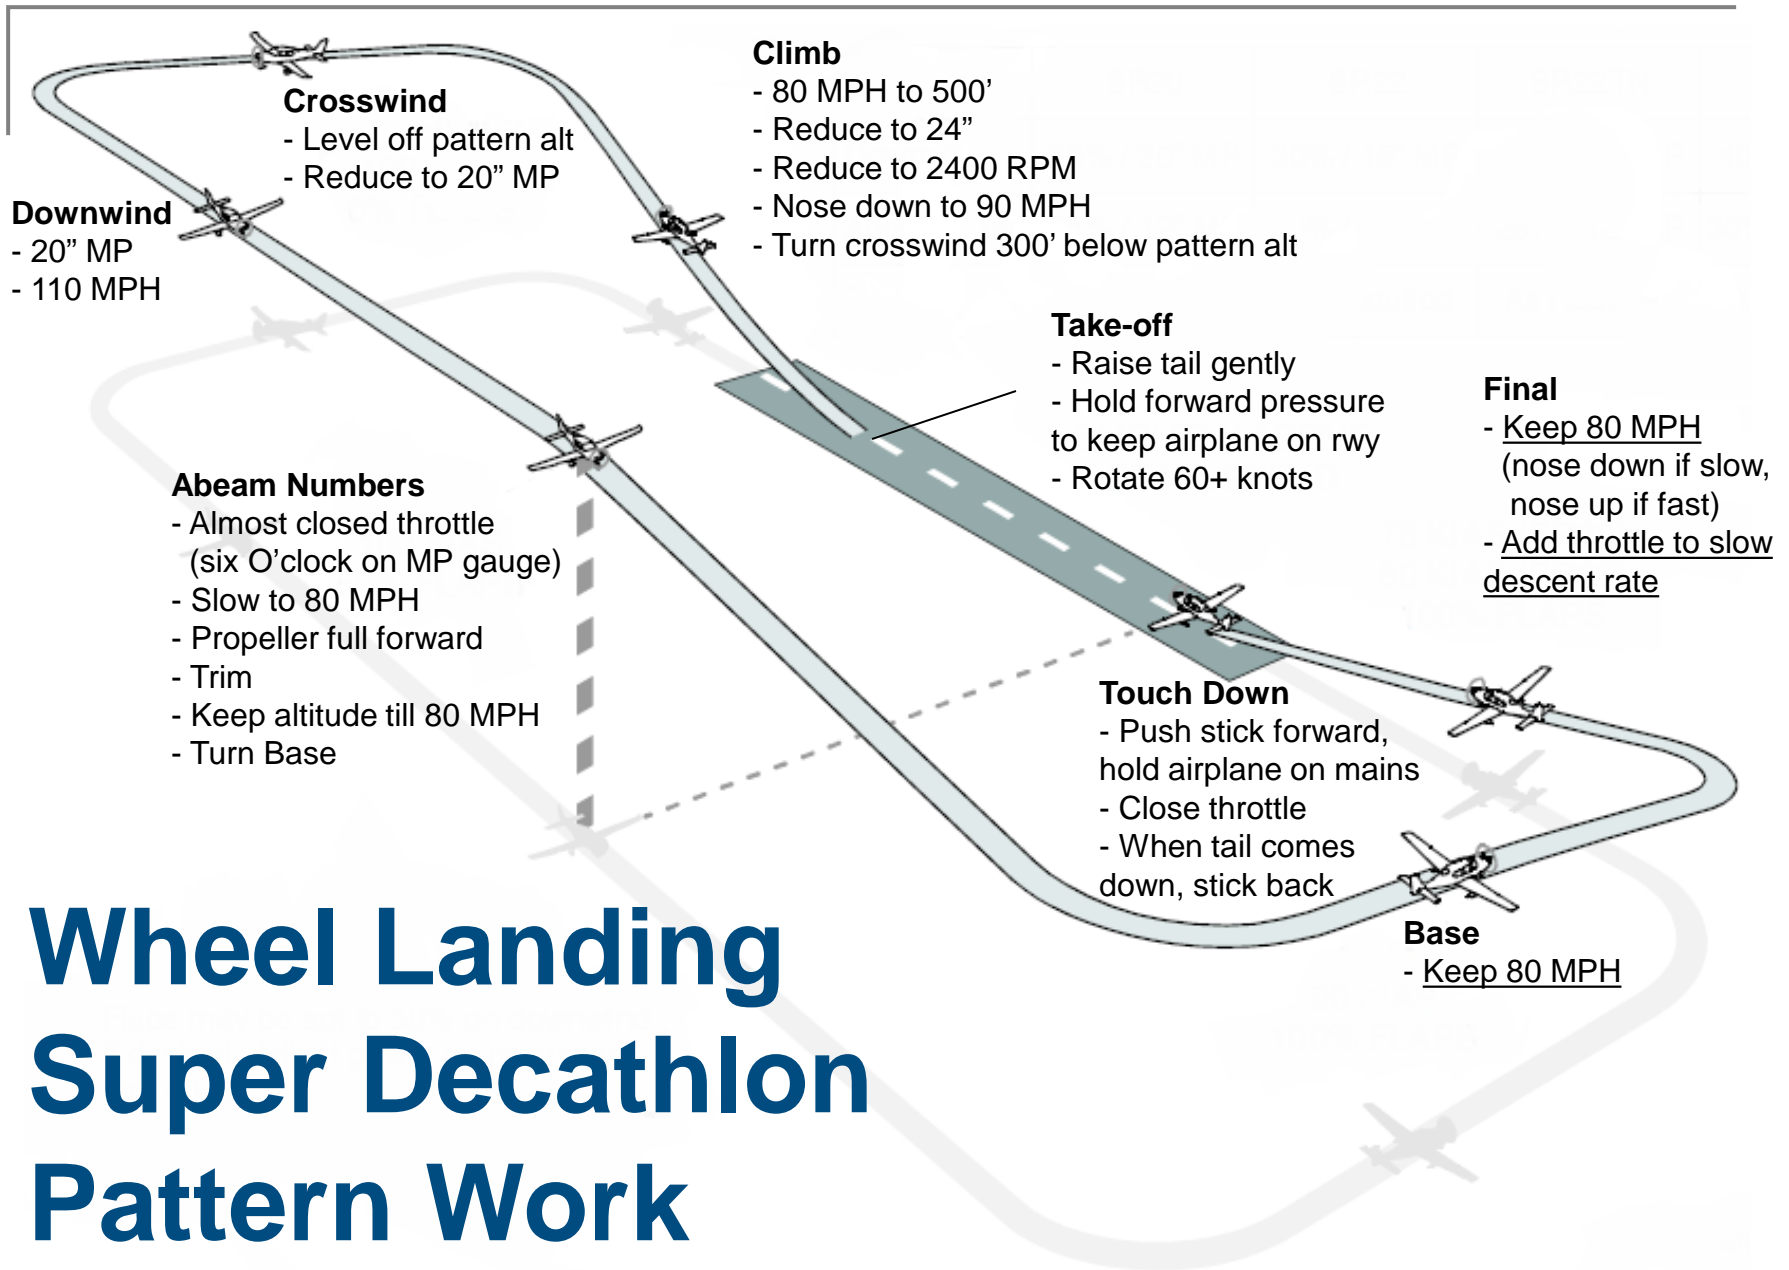 Climb
- 80 MPH to 500’
- Reduce to 24”
- Reduce to 2400 RPM
- Nose down to 90 MPH
- Turn crosswind 300’ below pattern alt
Crosswind
- Level off pattern alt
- Reduce to 20” MP
Downwind
- 20” MP
- 110 MPH
Take-off
- Raise tail gently
- Hold forward pressure
to keep airplane on rwy
- Rotate 60+ knots
Final
- Keep 80 MPH
(nose down if slow,
nose up if fast)
- Add throttle to slow
descent rate
Abeam Numbers
- Almost closed throttle
(six O’clock on MP gauge)
- Slow to 80 MPH
- Propeller full forward
- Trim
- Keep altitude till 80 MPH
- Turn Base
Touch Down
- Push stick forward,
hold airplane on mains
- Close throttle
- When tail comes
down, stick back
Base
- Keep 80 MPH
Wheel Landing
Super Decathlon
Pattern Work